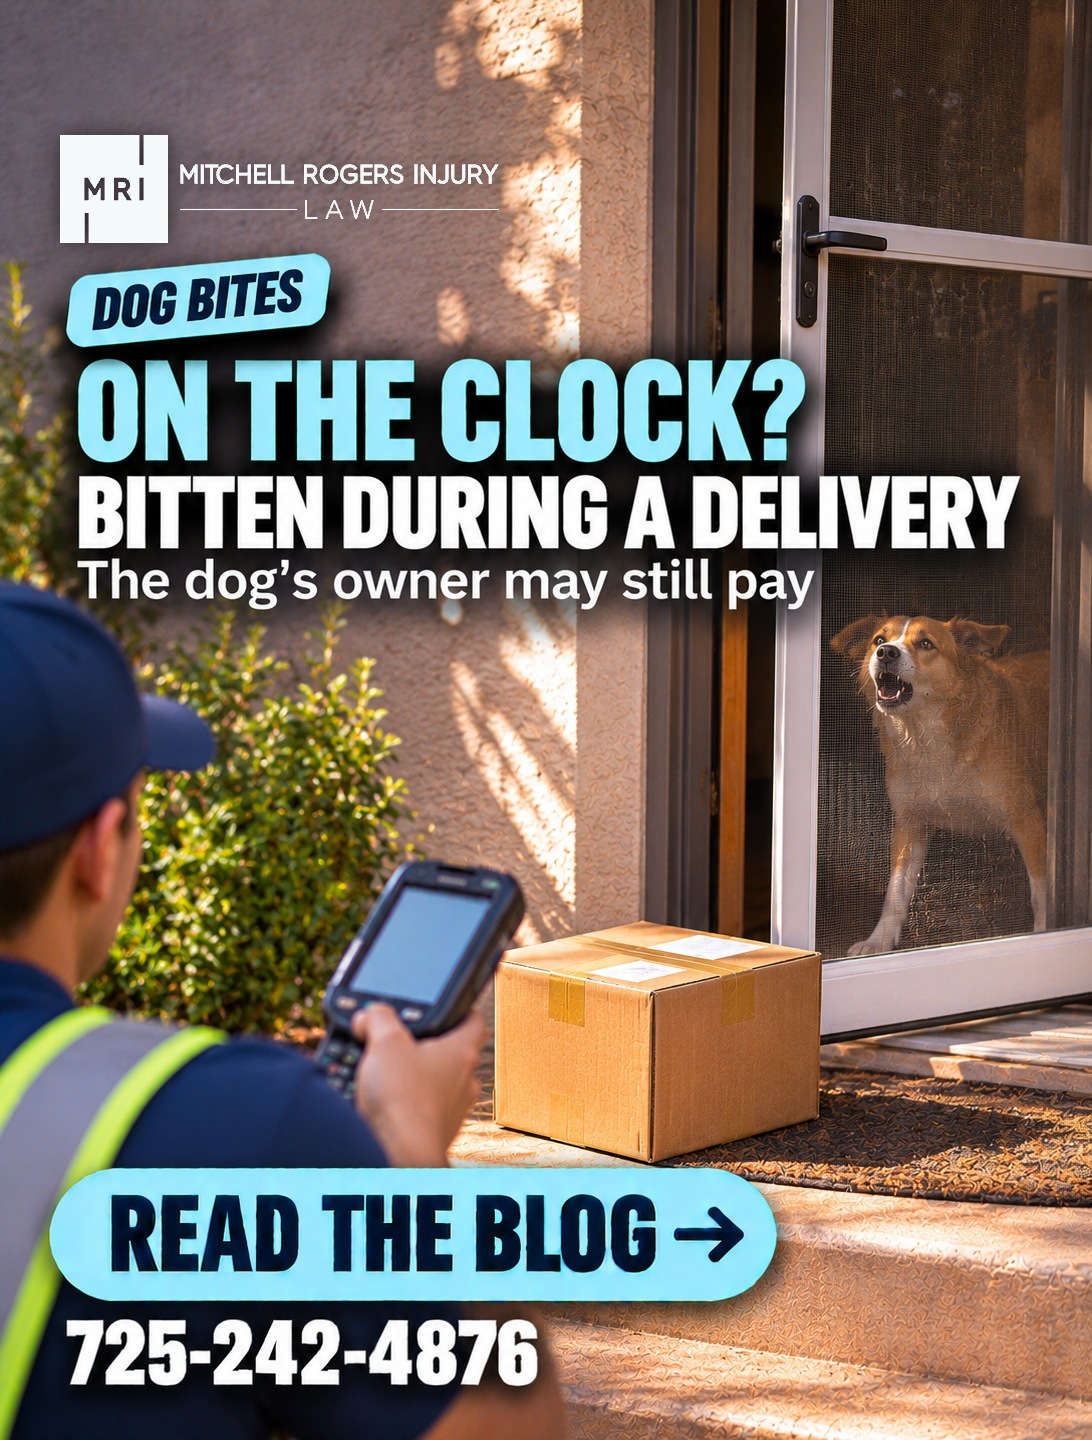 MRI
MITCHELL ROGERS INJURY
LAW
DOG BITES
ON THE CLOCK?
BITTEN DURING A DELIVERY
The dog's owner may still pay
READ THE BLOG →
725-242-4876